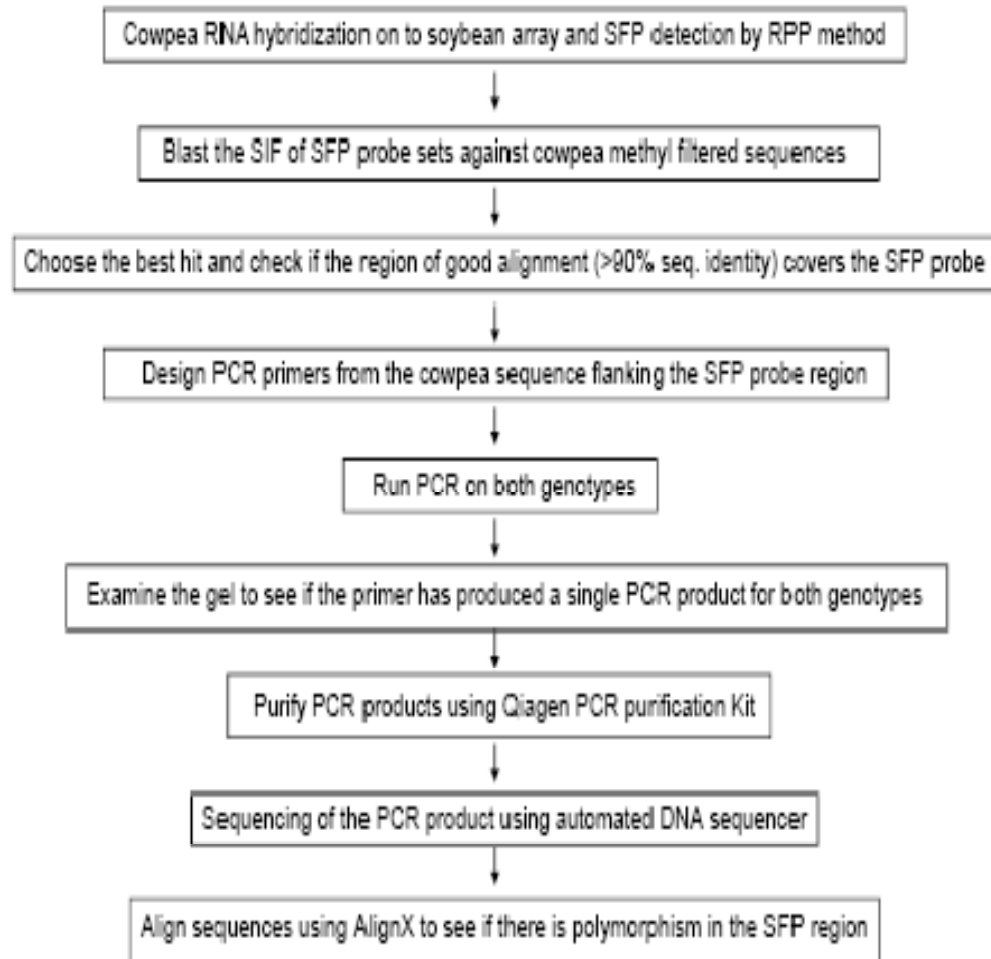 Cowpea RNA hybridization on to soybean array and SFP detection by RPP method
Blast the SIF of SFP probe sets against cowpea methyl filtered sequences
Choose the best hit and check if the region of good alignment (>90% seq. identity) covers the SFP probe
Design PCR primers from the cowpea sequence flanking the SFP probe region
Run PCR on both genotypes
Examine the gel to see if the primer has produced a single PCR product for both genotypes
Purify PCR products using Qiagen PCR purification Kit
Sequencing of the PCR product using automated DNA sequencer
Align sequences using AlignX to see if there is polymorphism in the SFP region